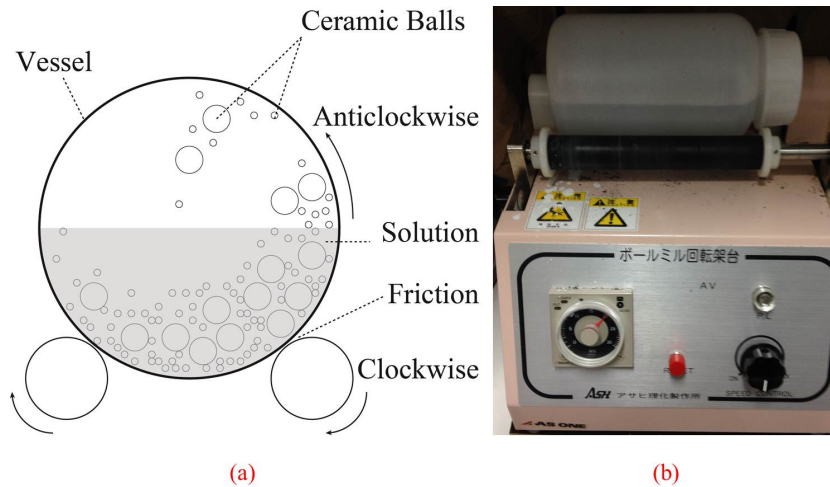 Ceramic Balls
Vessel
Anticlockwise
Solution
Friction
Clockwise
(a)
ボールミル回転架台
AV
RESET
SPEED CONTROL
ASH アサヒ理化製作所
AS ONE
(b)